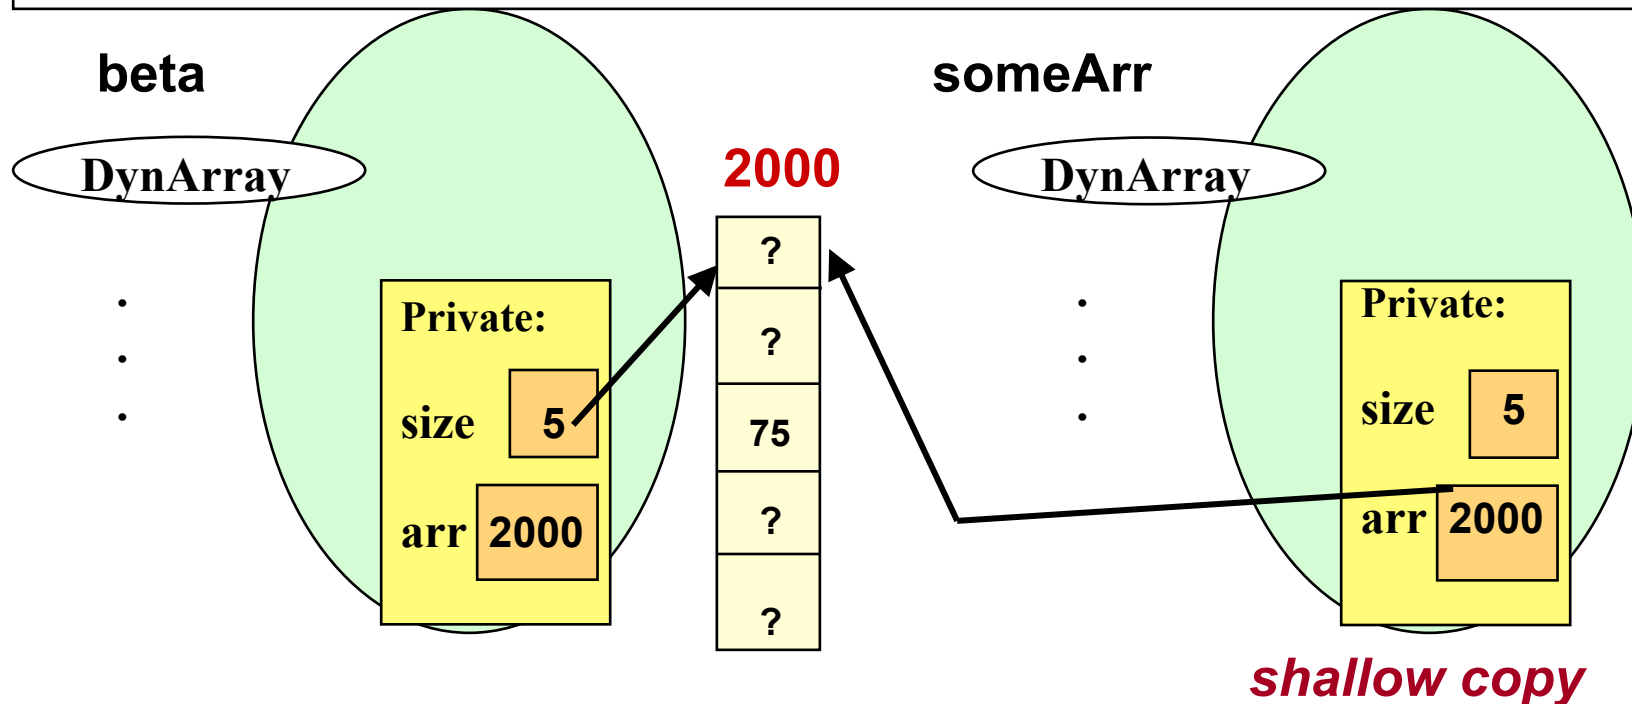 beta
someArr
DynArray
2000
DynArray
?
.
.
.
Private:
?
size 5
75
arr 2000
?
?
.
.
.
Private:
size 5
arr 2000
shallow copy